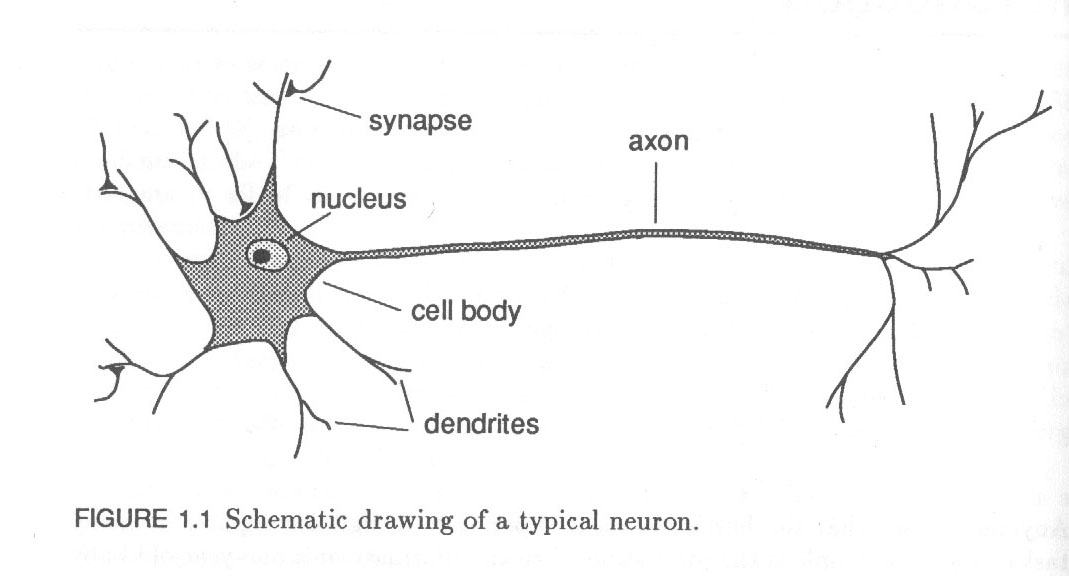 synapse
axon
nucleus
cell body
dendrites
FIGURE 1.1 Schematic drawing of a typical neuron.